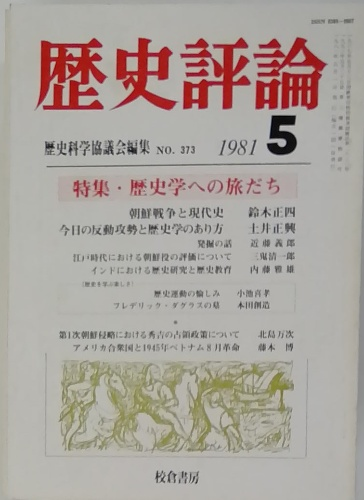 歴史評論
歴史科学協議会編集 NO. 373 1981 5
特集・歴史学への旅だち
朝鮮戦争と現代史 鈴木正四
今日の反動攻勢と歴史学のあり方 土井正興
発掘の話 近藤義郎
江戸時代における朝鮮役の評価について 三鬼清一郎
インドにおける歴史研究と歴史教育 内藤雅雄
〔歴史を学ぶ楽しさ〕
歴史運動の愉しみ 小池喜孝
フレデリック・ダグラスの墓 本田創造
*
第1次朝鮮侵略における秀吉の占領政策について 北島万次
アメリカ合衆国と1945年ベトナム8月革命 藤本 博
校倉書房